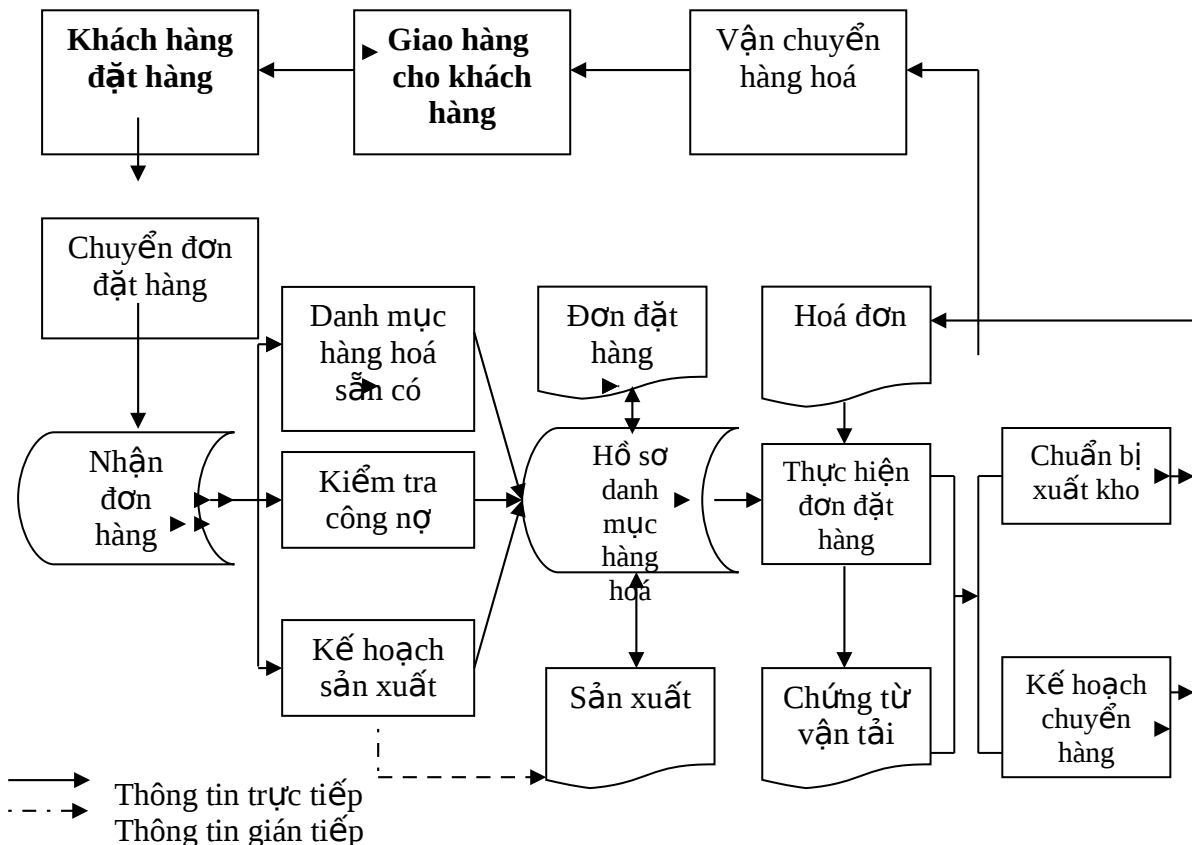 Khách hàng
đặt hàng
Giao hàng
cho khách
hàng
Vận chuyển
hàng hoá
Chuyển đơn
đặt hàng
Danh mục
hàng hoá
sẵn có
Đơn đặt
hàng
Hoá đơn
Nhận
đơn
hàng
Kiểm tra
công nợ
Hồ sơ
danh
mục
hàng
hoá
Thực hiện
đơn đặt
hàng
Chuẩn bị
xuất kho
Kế hoạch
sản xuất
Sản xuất
Chứng từ
vận tải
Kế hoạch
chuyển
hàng
Thông tin trực tiếp
Thông tin gián tiếp